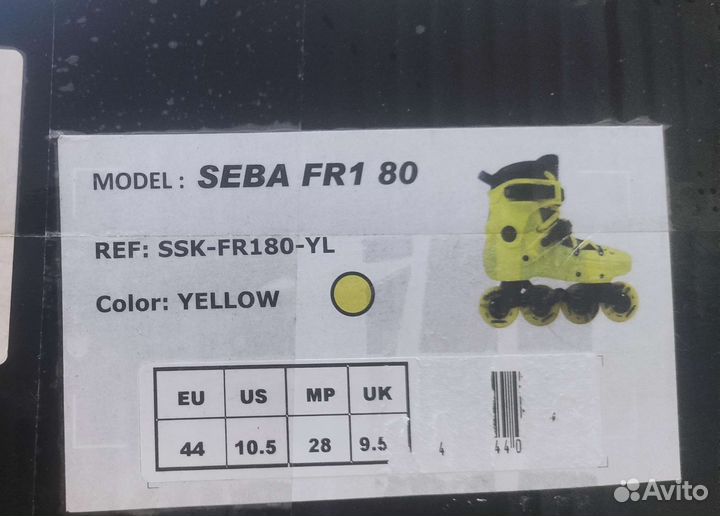 MODEL : SEBA FR1 80
REF: SSK-FR180-YL
Color: YELLOW
EU US MP UK
44 10.5 28 9.5
4 440
Avito